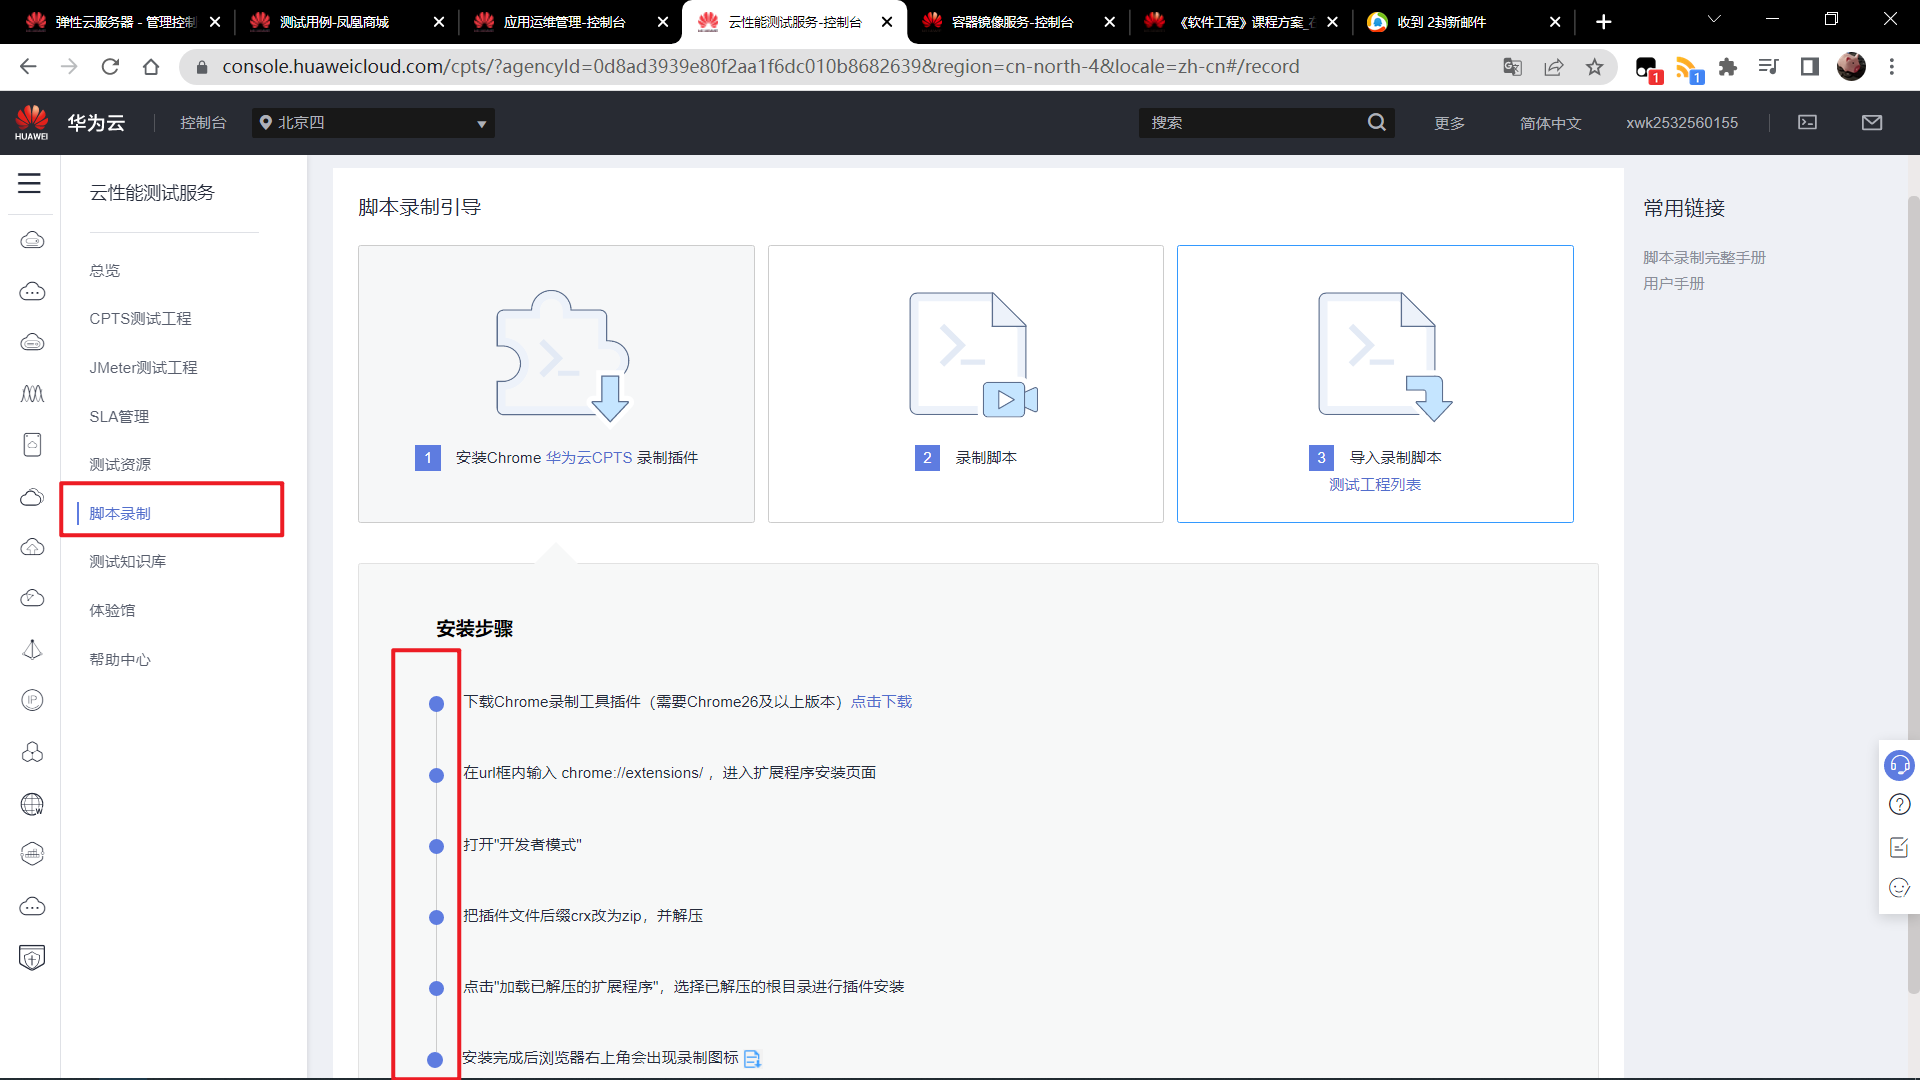 弹性云服务器 - 管理控制
测试用例-凤凰商城
应用运维管理-控制台
云性能测试服务-控制台
容器镜像服务-控制台
《软件工程》课程方案_
收到 2封新邮件
console.huaweicloud.com/cpts/?agencyId=0d8ad3939e80f2aa1f6dc010b8682639&region=cn-north-4&locale=zh-cn#/record
1
1
HUAWEI
华为云
控制台
北京四
搜索
更多
简体中文
xwk2532560155
云性能测试服务
总览
CPTS测试工程
JMeter测试工程
SLA管理
测试资源
脚本录制
测试知识库
体验馆
帮助中心
脚本录制引导
1 安装Chrome 华为云CPTS 录制插件
2 录制脚本
3 导入录制脚本
测试工程列表
安装步骤
下载Chrome录制工具插件（需要Chrome26及以上版本）点击下载
在url框内输入 chrome://extensions/ ，进入扩展程序安装页面
打开"开发者模式"
把插件文件后缀crx改为zip，并解压
点击"加载已解压的扩展程序"，选择已解压的根目录进行插件安装
安装完成后浏览器右上角会出现录制图标
常用链接
脚本录制完整手册
用户手册